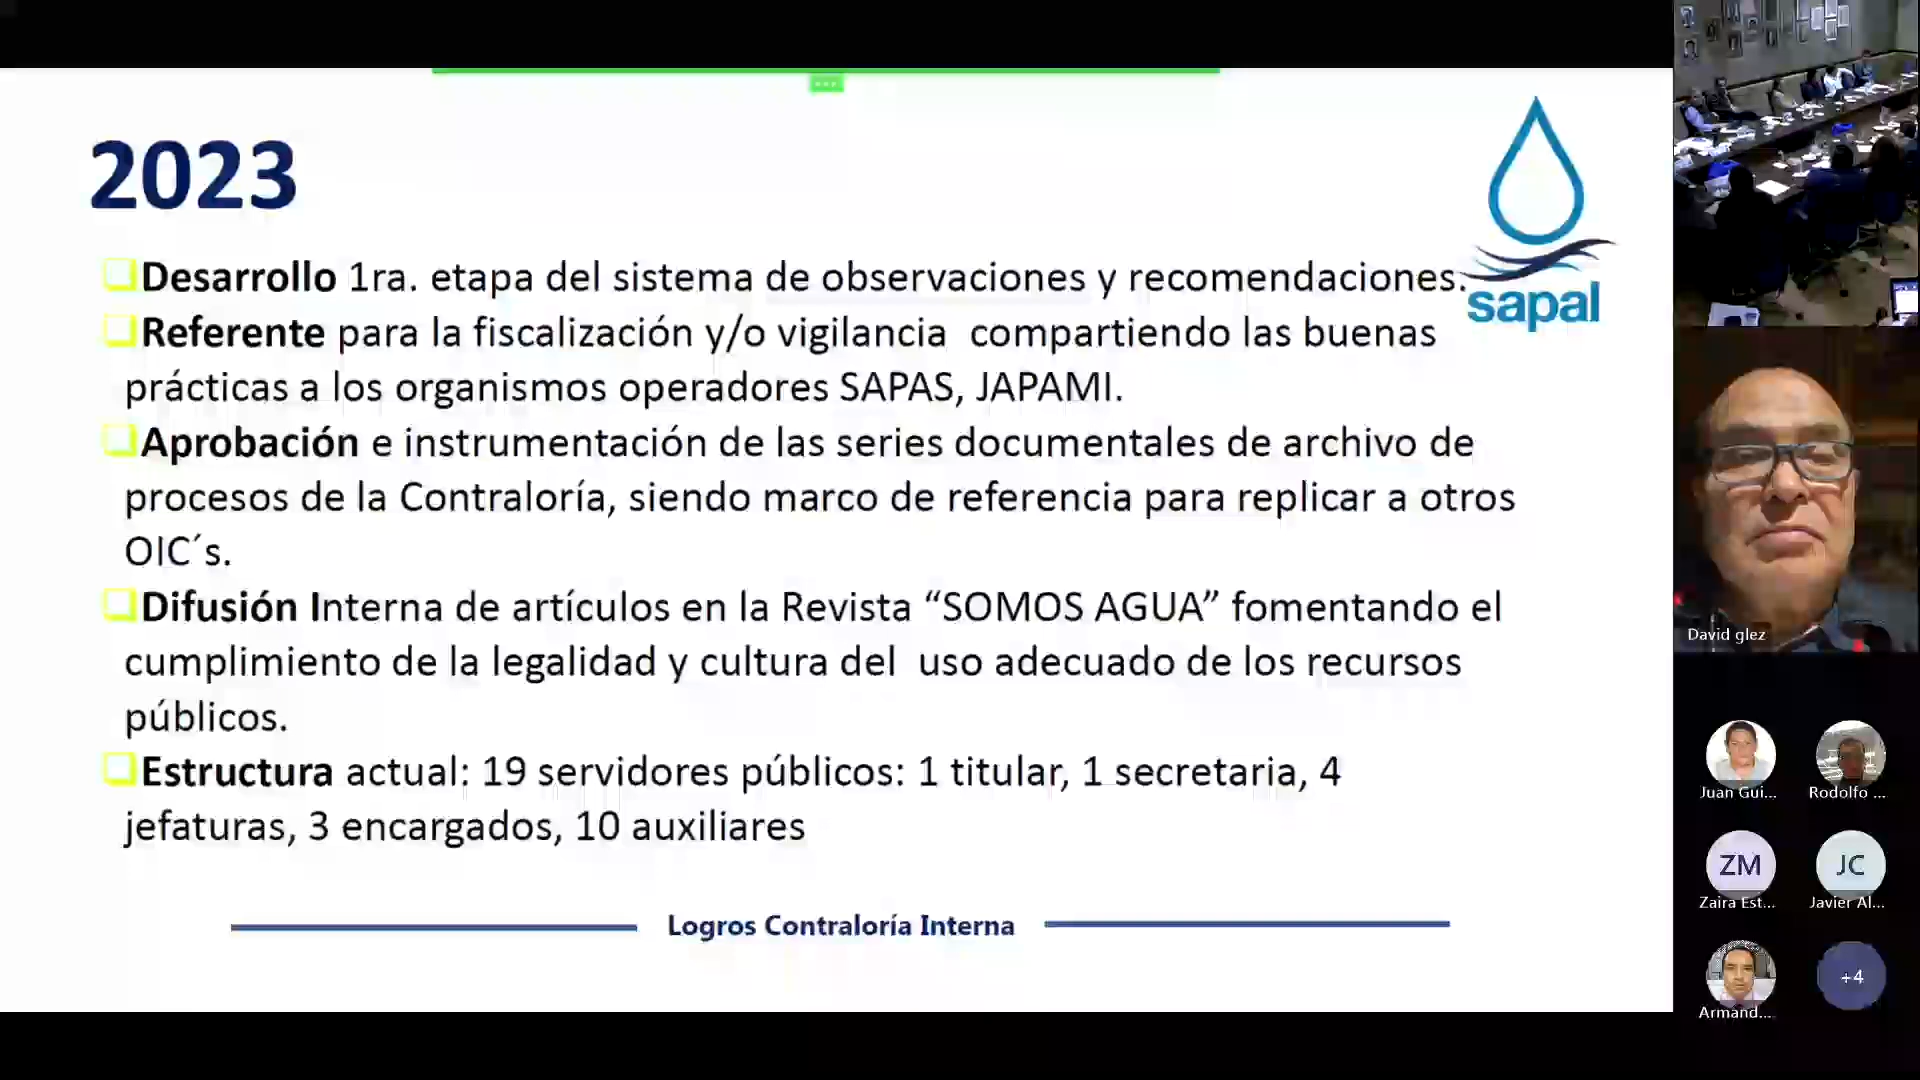 2023
Desarrollo 1ra. etapa del sistema de observaciones y recomendaciones.
Referente para la fiscalización y/o vigilancia  compartiendo las buenas
prácticas a los organismos operadores SAPAS, JAPAMI.
Aprobación e instrumentación de las series documentales de archivo de
procesos de la Contraloría, siendo marco de referencia para replicar a otros
OIC´s.
Difusión Interna de artículos en la Revista “SOMOS AGUA” fomentando el
cumplimiento de la legalidad y cultura del  uso adecuado de los recursos
públicos.
Estructura actual: 19 servidores públicos: 1 titular, 1 secretaria, 4
jefaturas, 3 encargados, 10 auxiliares
Logros Contraloría Interna
sapal
David glez
Juan Gui...
Rodolfo ...
ZM
JC
Zaira Est...
Javier Al...
+4
Armand...